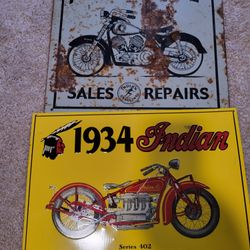 SALES REPAIRS
1934 Indian
Series 402